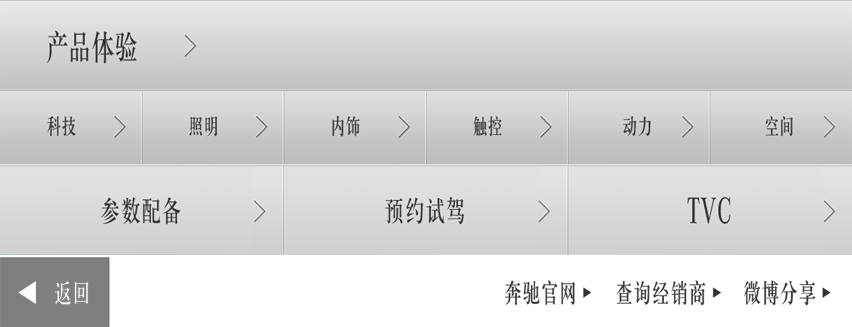 产品体验
科技 照明 内饰 触控 动力 空间
参数配备 预约试驾 TVC
返回 奔驰官网 查询经销商 微博分享